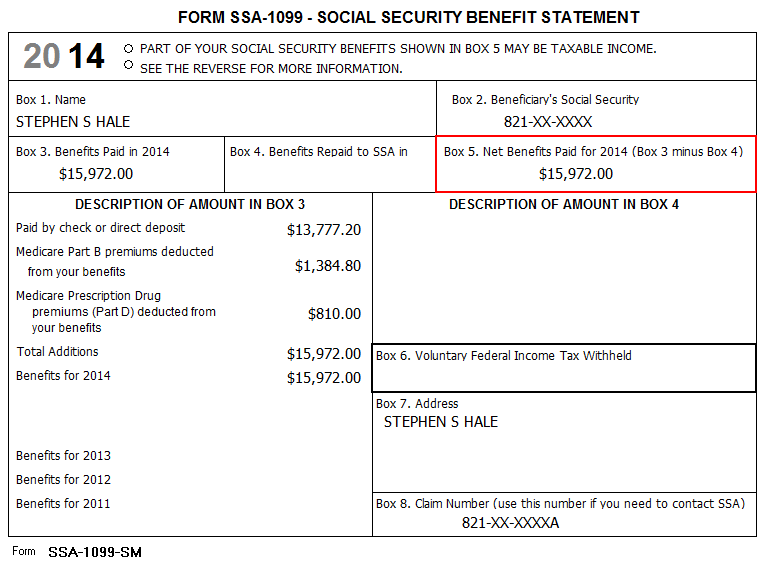 FORM SSA-1099 - SOCIAL SECURITY BENEFIT STATEMENT
2014
PART OF YOUR SOCIAL SECURITY BENEFITS SHOWN IN BOX 5 MAY BE TAXABLE INCOME.
SEE THE REVERSE FOR MORE INFORMATION.
Box 1. Name
STEPHEN S HALE
Box 2. Beneficiary's Social Security
821-XX-XXXX
Box 3. Benefits Paid in 2014
$15,972.00
Box 4. Benefits Repaid to SSA in
Box 5. Net Benefits Paid for 2014 (Box 3 minus Box 4)
$15,972.00
DESCRIPTION OF AMOUNT IN BOX 3
Paid by check or direct deposit $13,777.20
Medicare Part B premiums deducted
from your benefits $1,384.80
Medicare Prescription Drug
premiums (Part D) deducted from $810.00
your benefits
Total Additions $15,972.00
Benefits for 2014 $15,972.00
Benefits for 2013
Benefits for 2012
Benefits for 2011
DESCRIPTION OF AMOUNT IN BOX 4
Box 6. Voluntary Federal Income Tax Withheld
Box 7. Address
STEPHEN S HALE
Box 8. Claim Number (use this number if you need to contact SSA)
821-XX-XXXXA
Form SSA-1099-SM